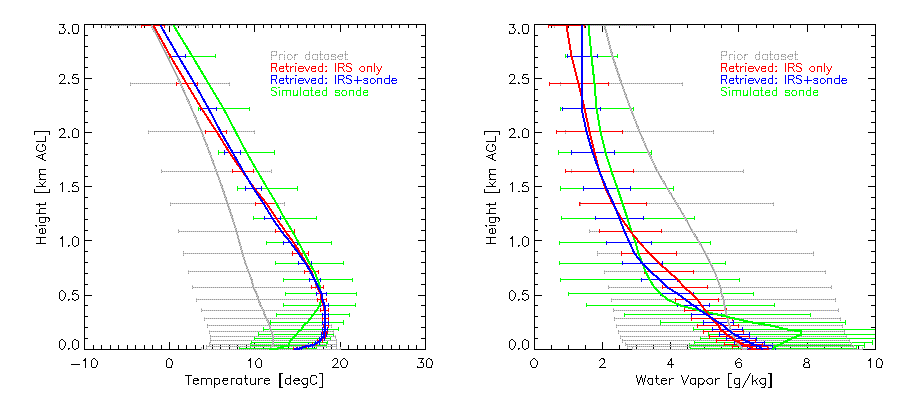 3.0
2.5
2.0
1.5
1.0
0.5
0.0
Height [km AGL]
-10
0
10
20
30
Temperature [degC]
Prior dataset
Retrieved: IRS only
Retrieved: IRS+sonde
Simulated sonde
3.0
2.5
2.0
1.5
1.0
0.5
0.0
Height [km AGL]
0
2
4
6
8
10
Water Vapor [g/kg]
Prior dataset
Retrieved: IRS only
Retrieved: IRS+sonde
Simulated sonde